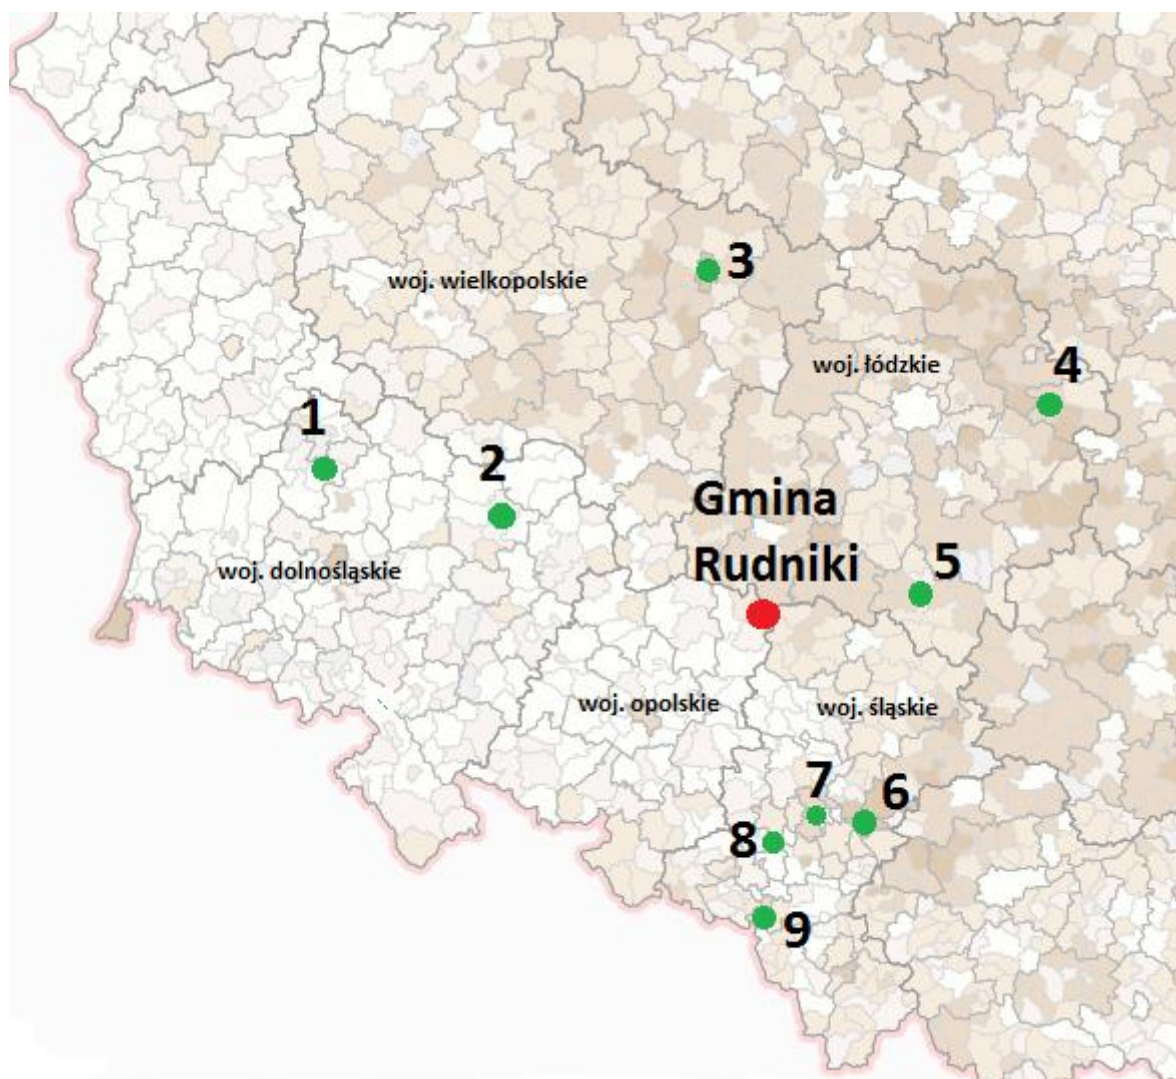 3
woj. wielkopolskie
woj. łódzkie
4
1
2
Gmina
Rudniki
5
woj. dolnośląskie
woj. opolskie
woj. śląskie
7
6
8
9